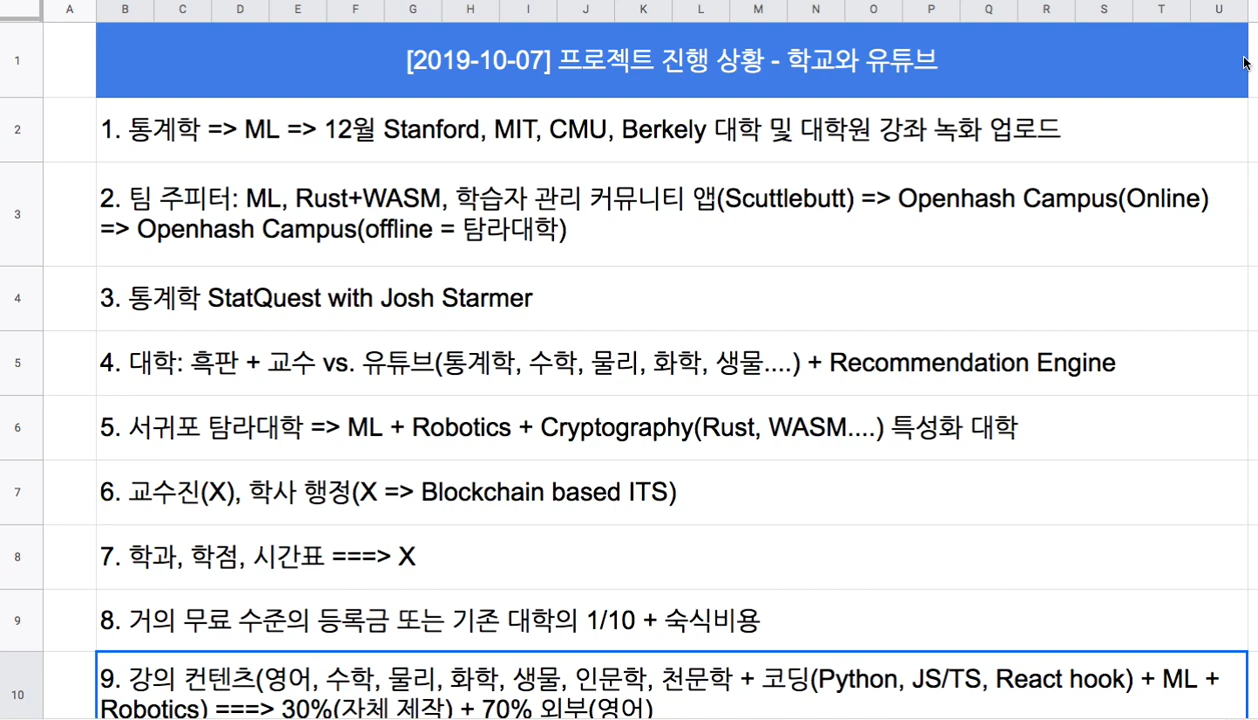 A B C D E F G H I J K L M N O P Q R S T U
1 [2019-10-07] 프로젝트 진행 상황 - 학교와 유튜브
2 1. 통계학 => ML => 12월 Stanford, MIT, CMU, Berkely 대학 및 대학원 강좌 녹화 업로드
3 2. 팀 주피터: ML, Rust+WASM, 학습자 관리 커뮤니티 앱(Scuttlebutt) => Openhash Campus(Online)
=> Openhash Campus(offline = 탐라대학)
4 3. 통계학 StatQuest with Josh Starmer
5 4. 대학: 흑판 + 교수 vs. 유튜브(통계학, 수학, 물리, 화학, 생물....) + Recommendation Engine
6 5. 서귀포 탐라대학 => ML + Robotics + Cryptography(Rust, WASM....) 특성화 대학
7 6. 교수진(X), 학사 행정(X => Blockchain based ITS)
8 7. 학과, 학점, 시간표 ===> X
9 8. 거의 무료 수준의 등록금 또는 기존 대학의 1/10 + 숙식비용
10 9. 강의 컨텐츠(영어, 수학, 물리, 화학, 생물, 인문학, 천문학 + 코딩(Python, JS/TS, React hook) + ML +
Robotics) ===> 30%(자체 제작) + 70% 외부(영어)